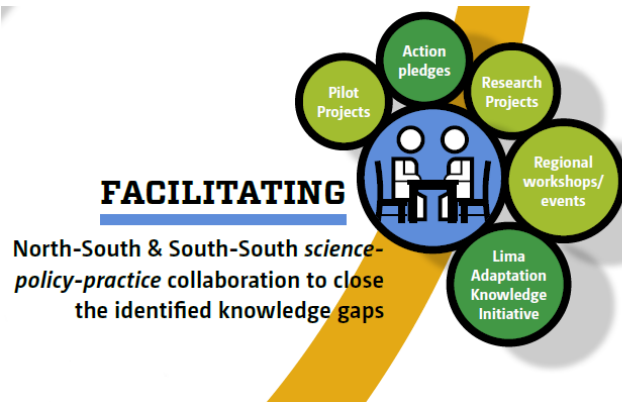 Action
pledges
Pilot
Projects
Research
Projects
Regional
workshops/
events
Lima
Adaptation
Knowledge
Initiative
FACILITATING
North-South & South-South science-
policy-practice collaboration to close
the identified knowledge gaps